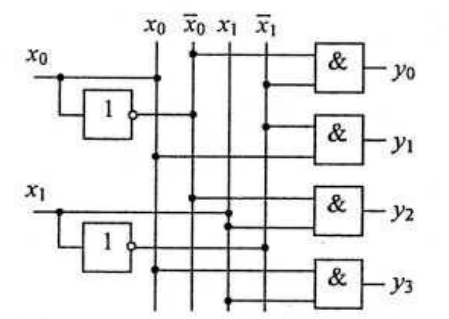 x₀ x̄₀ x₁ x̄₁
x₀
& y₀
1
& y₁
x₁
& y₂
1
& y₃